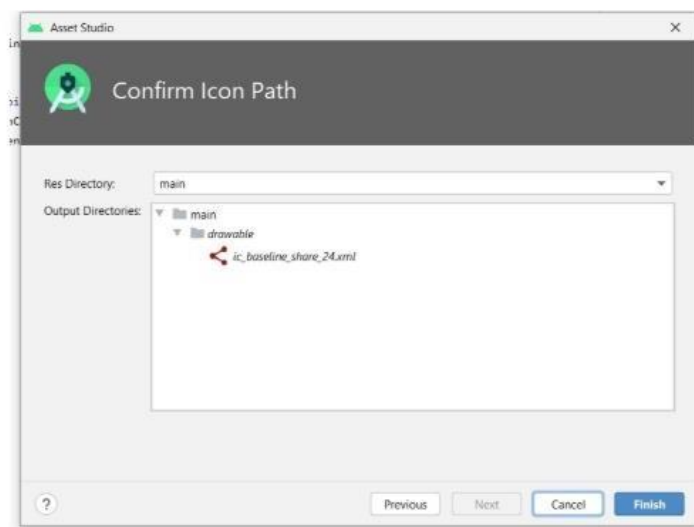 Asset Studio
Confirm Icon Path
Res Directory:
main
Output Directories:
main
drawable
ic_baseline_share_24.xml
?
Previous
Next
Cancel
Finish